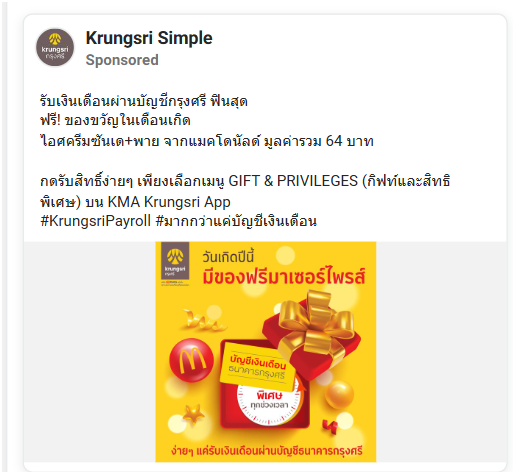 Krungsri Simple
Sponsored
รับเงินเดือนผ่านบัญชีกรุงศรี ฟินสุด
ฟรี! ของขวัญในเดือนเกิด
ไอศครีมซันเด+พาย จากแมคโดนัลด์ มูลค่ารวม 64 บาท
กดรับสิทธิ์ง่ายๆ เพียงเลือกเมนู GIFT & PRIVILEGES (กิฟท์และสิทธิ
พิเศษ) บน KMA Krungsri App
#KrungsriPayroll #มากกว่าแค่บัญชีเงินเดือน
krungsri
กรุงศรี
วันเกิดปีนี้
มีของฟรีมาเซอร์ไพรส์
บัญชีเงินเดือน
ธนาคารกรุงศรี
พิเศษ
ทุกช่วงเวลา
ง่ายๆ แค่รับเงินเดือนผ่านบัญชีธนาคารกรุงศรี